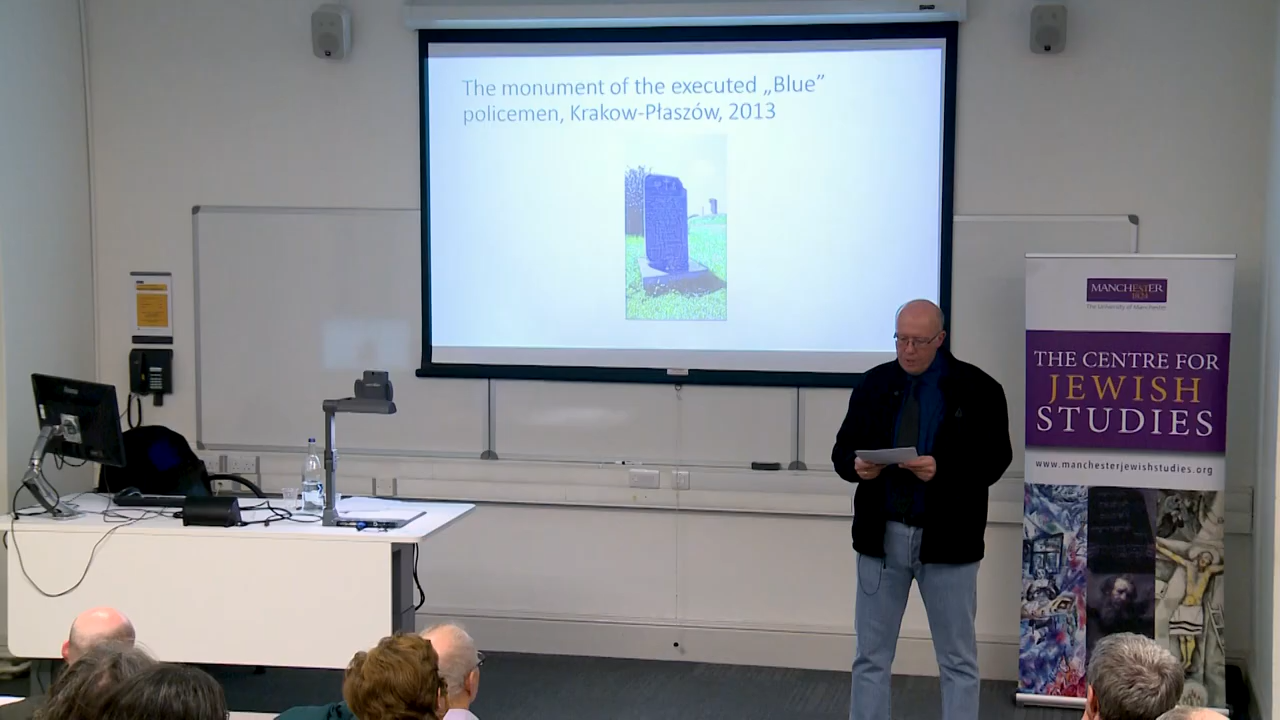 The monument of the executed „Blue”
policemen, Krakow-Płaszów, 2013
MANCHESTER
1824
The University of Manchester
THE CENTRE FOR
JEWISH
STUDIES
www.manchesterjewishstudies.org